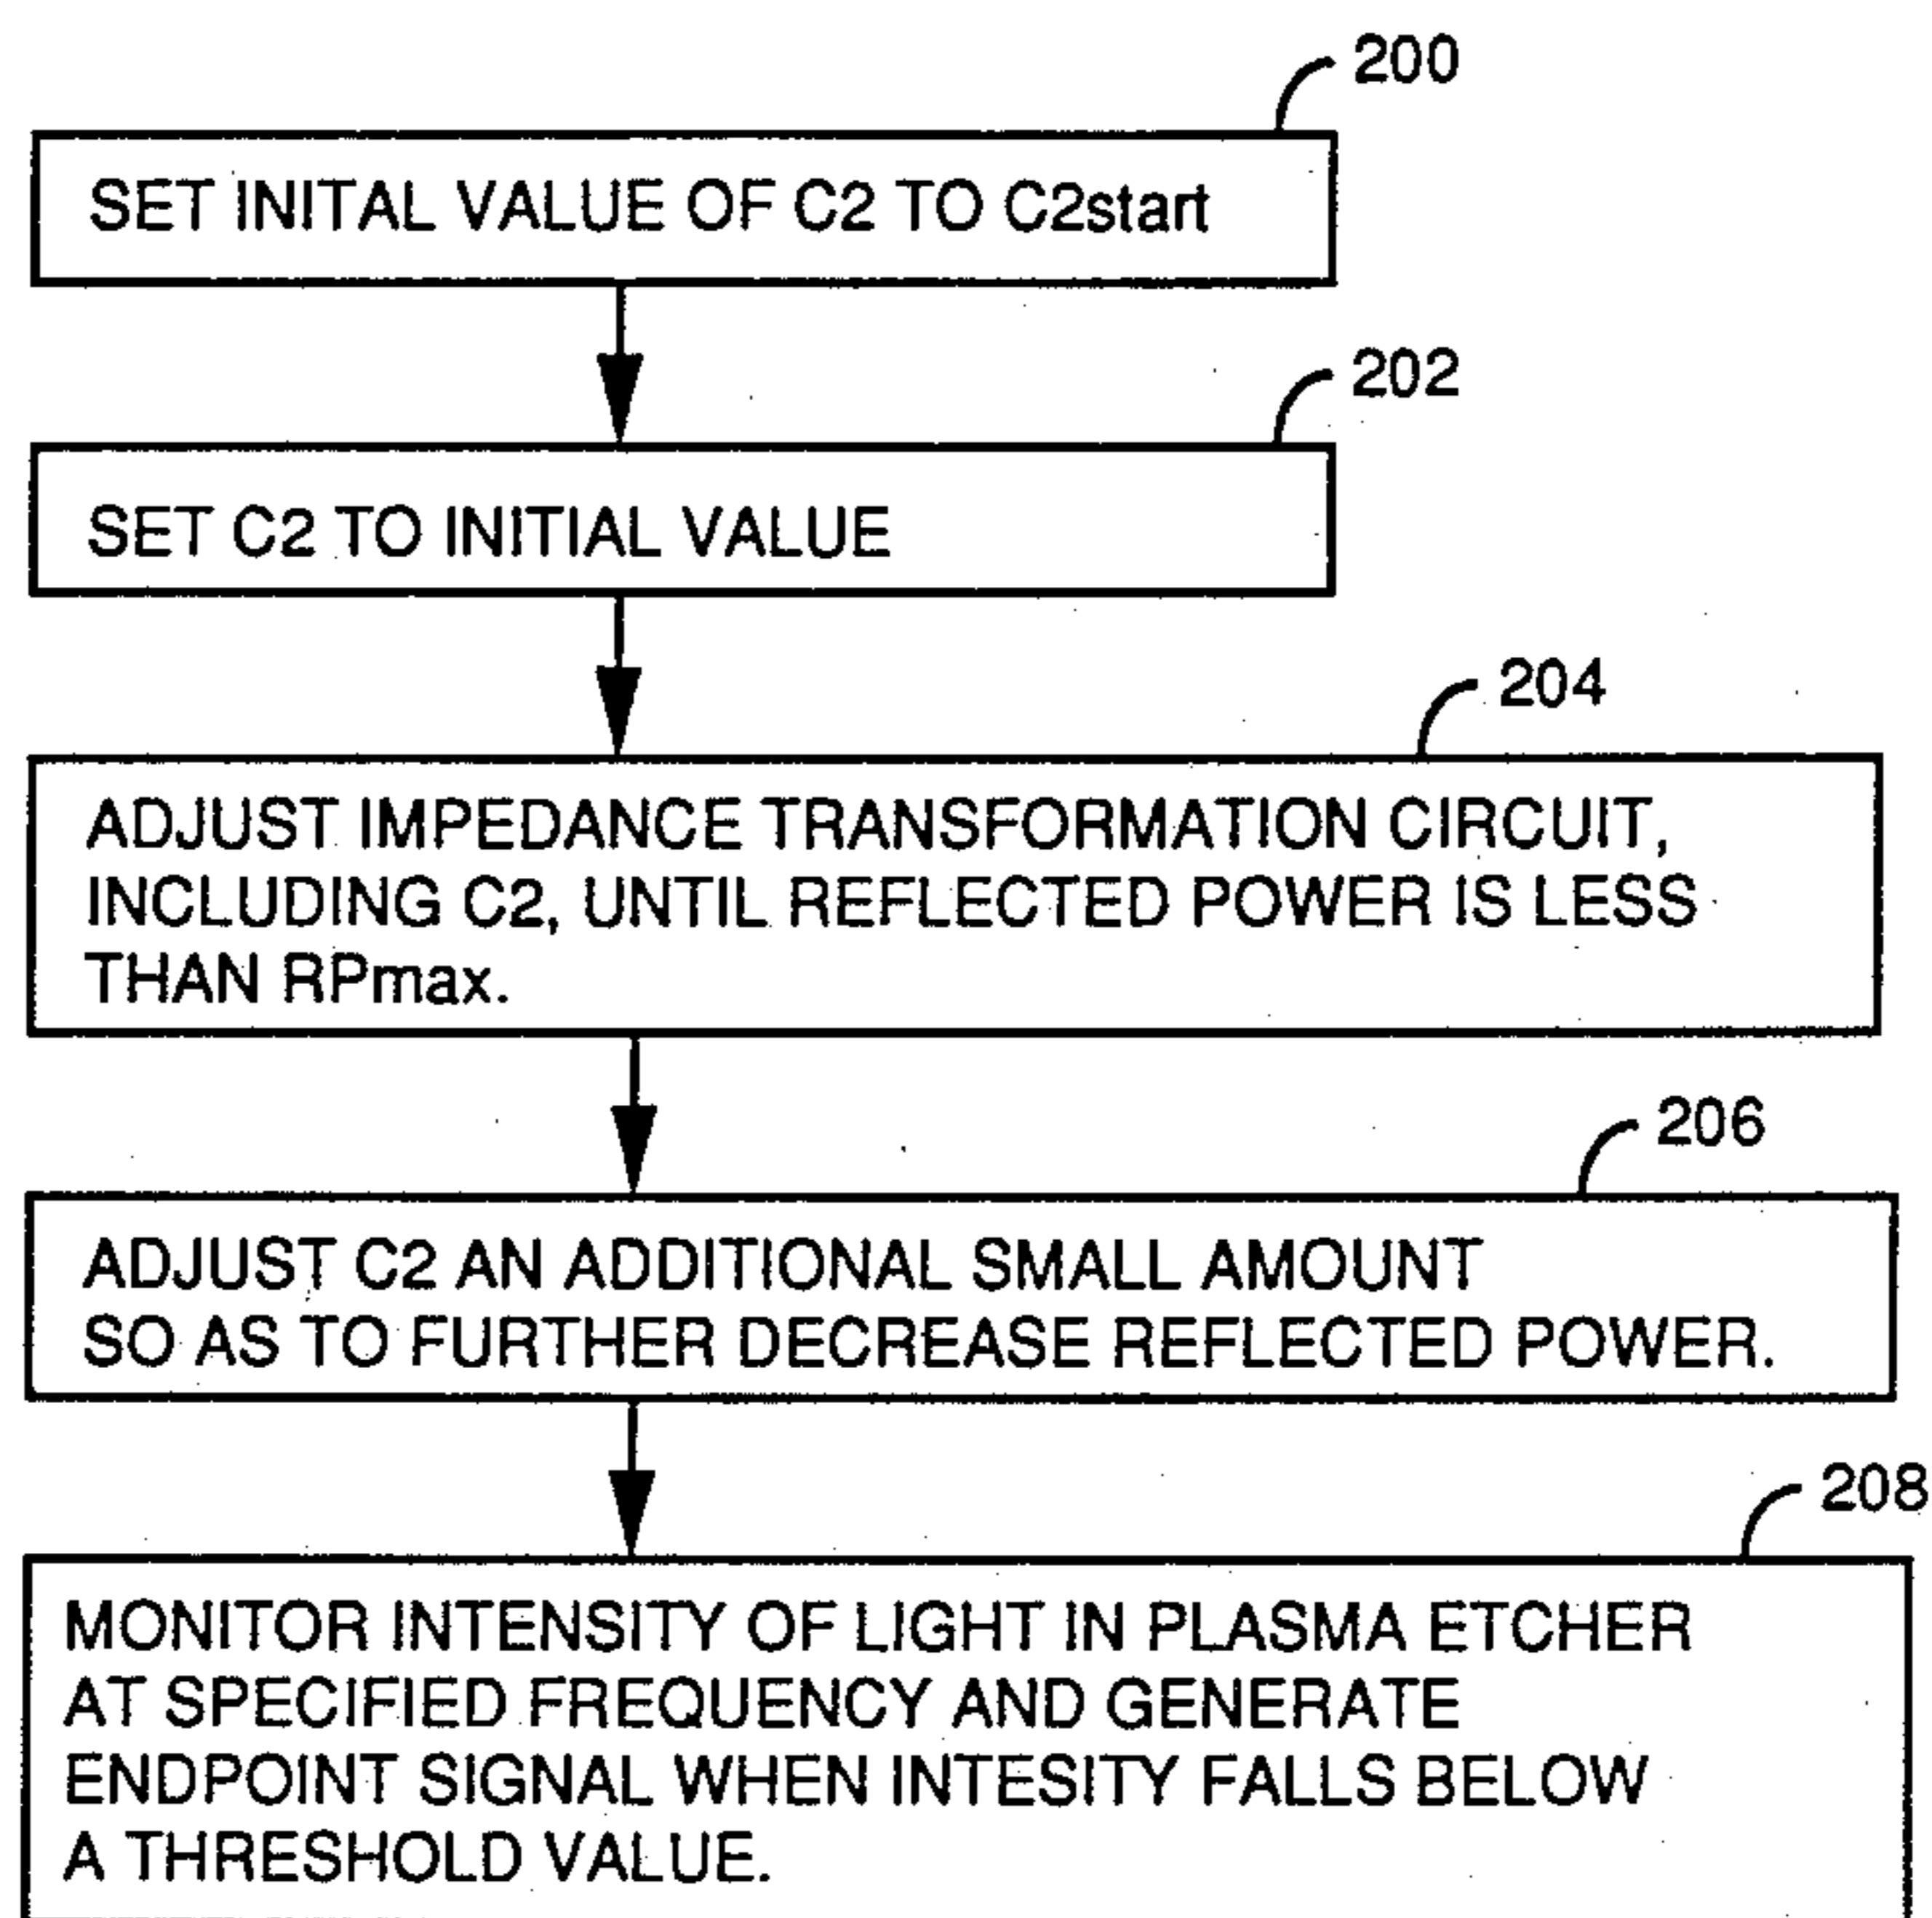 200
SET INITAL VALUE OF C2 TO C2start
202
SET C2 TO INITIAL VALUE
204
ADJUST IMPEDANCE TRANSFORMATION CIRCUIT,
INCLUDING C2, UNTIL REFLECTED POWER IS LESS
THAN RPmax.
206
ADJUST C2 AN ADDITIONAL SMALL AMOUNT
SO AS TO FURTHER DECREASE REFLECTED POWER.
208
MONITOR INTENSITY OF LIGHT IN PLASMA ETCHER
AT SPECIFIED FREQUENCY AND GENERATE
ENDPOINT SIGNAL WHEN INTESITY FALLS BELOW
A THRESHOLD VALUE.